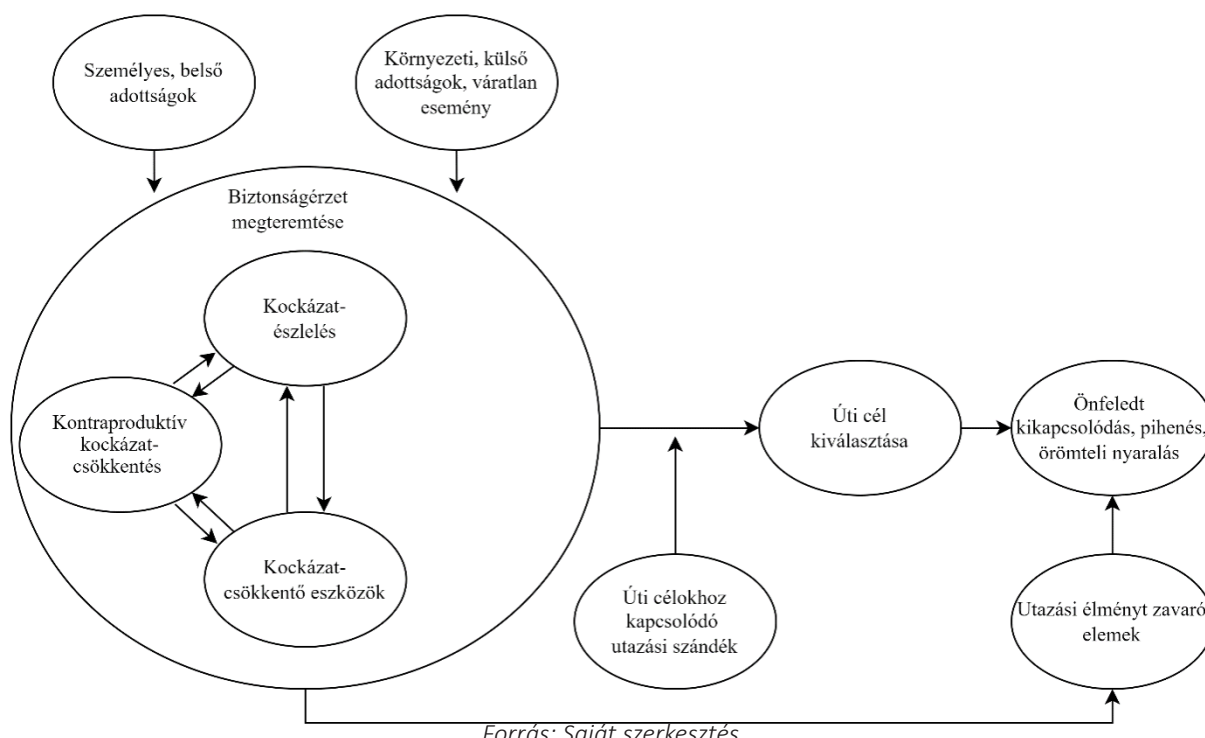 Személyes, belső
adottságok
Környezeti, külső
adottságok, váratlan
esemény
Biztonságérzet
megteremtése
Kockázat-
észlelés
Kontraproduktív
kockázat-
csökkentés
Kockázat-
csökkentő eszközök
Úti cél
kiválasztása
Önfeledt
kikapcsolódás, pihenés,
örömteli nyaralás
Úti célokhoz
kapcsolódó
utazási szándék
Utazási élményt zavaró
elemek
Forrás: Saját szerkesztés